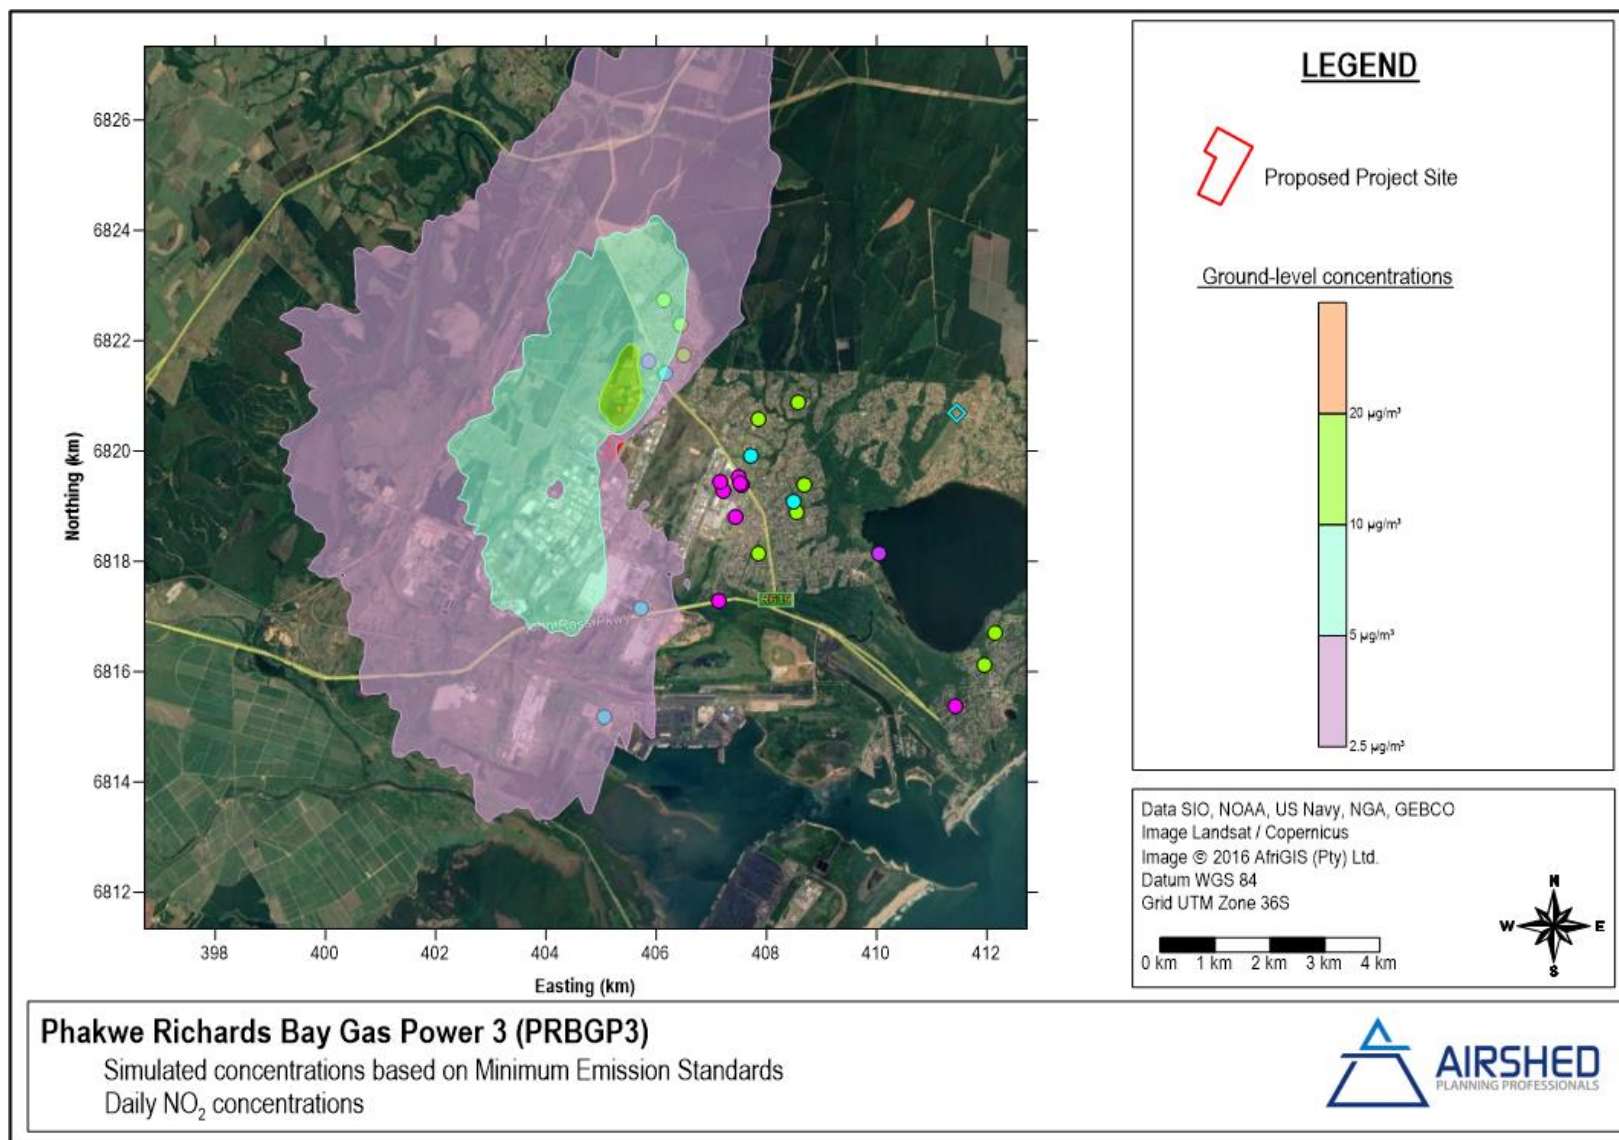 LEGEND
Proposed Project Site
Ground-level concentrations
20 µg/m³
10 µg/m³
5 µg/m³
2.5 µg/m³
6826
6824
6822
6820
6818
6816
6814
6812
Northing (km)
398
400
402
404
406
408
410
412
Easting (km)
Data SIO, NOAA, US Navy, NGA, GEBCO
Image Landsat / Copernicus
Image © 2016 AfriGIS (Pty) Ltd.
Datum WGS 84
Grid UTM Zone 36S
N
W
E
S
0 km 1 km 2 km 3 km 4 km
Phakwe Richards Bay Gas Power 3 (PRBGP3)
Simulated concentrations based on Minimum Emission Standards
Daily NO₂ concentrations
AIRSHED
PLANNING PROFESSIONALS